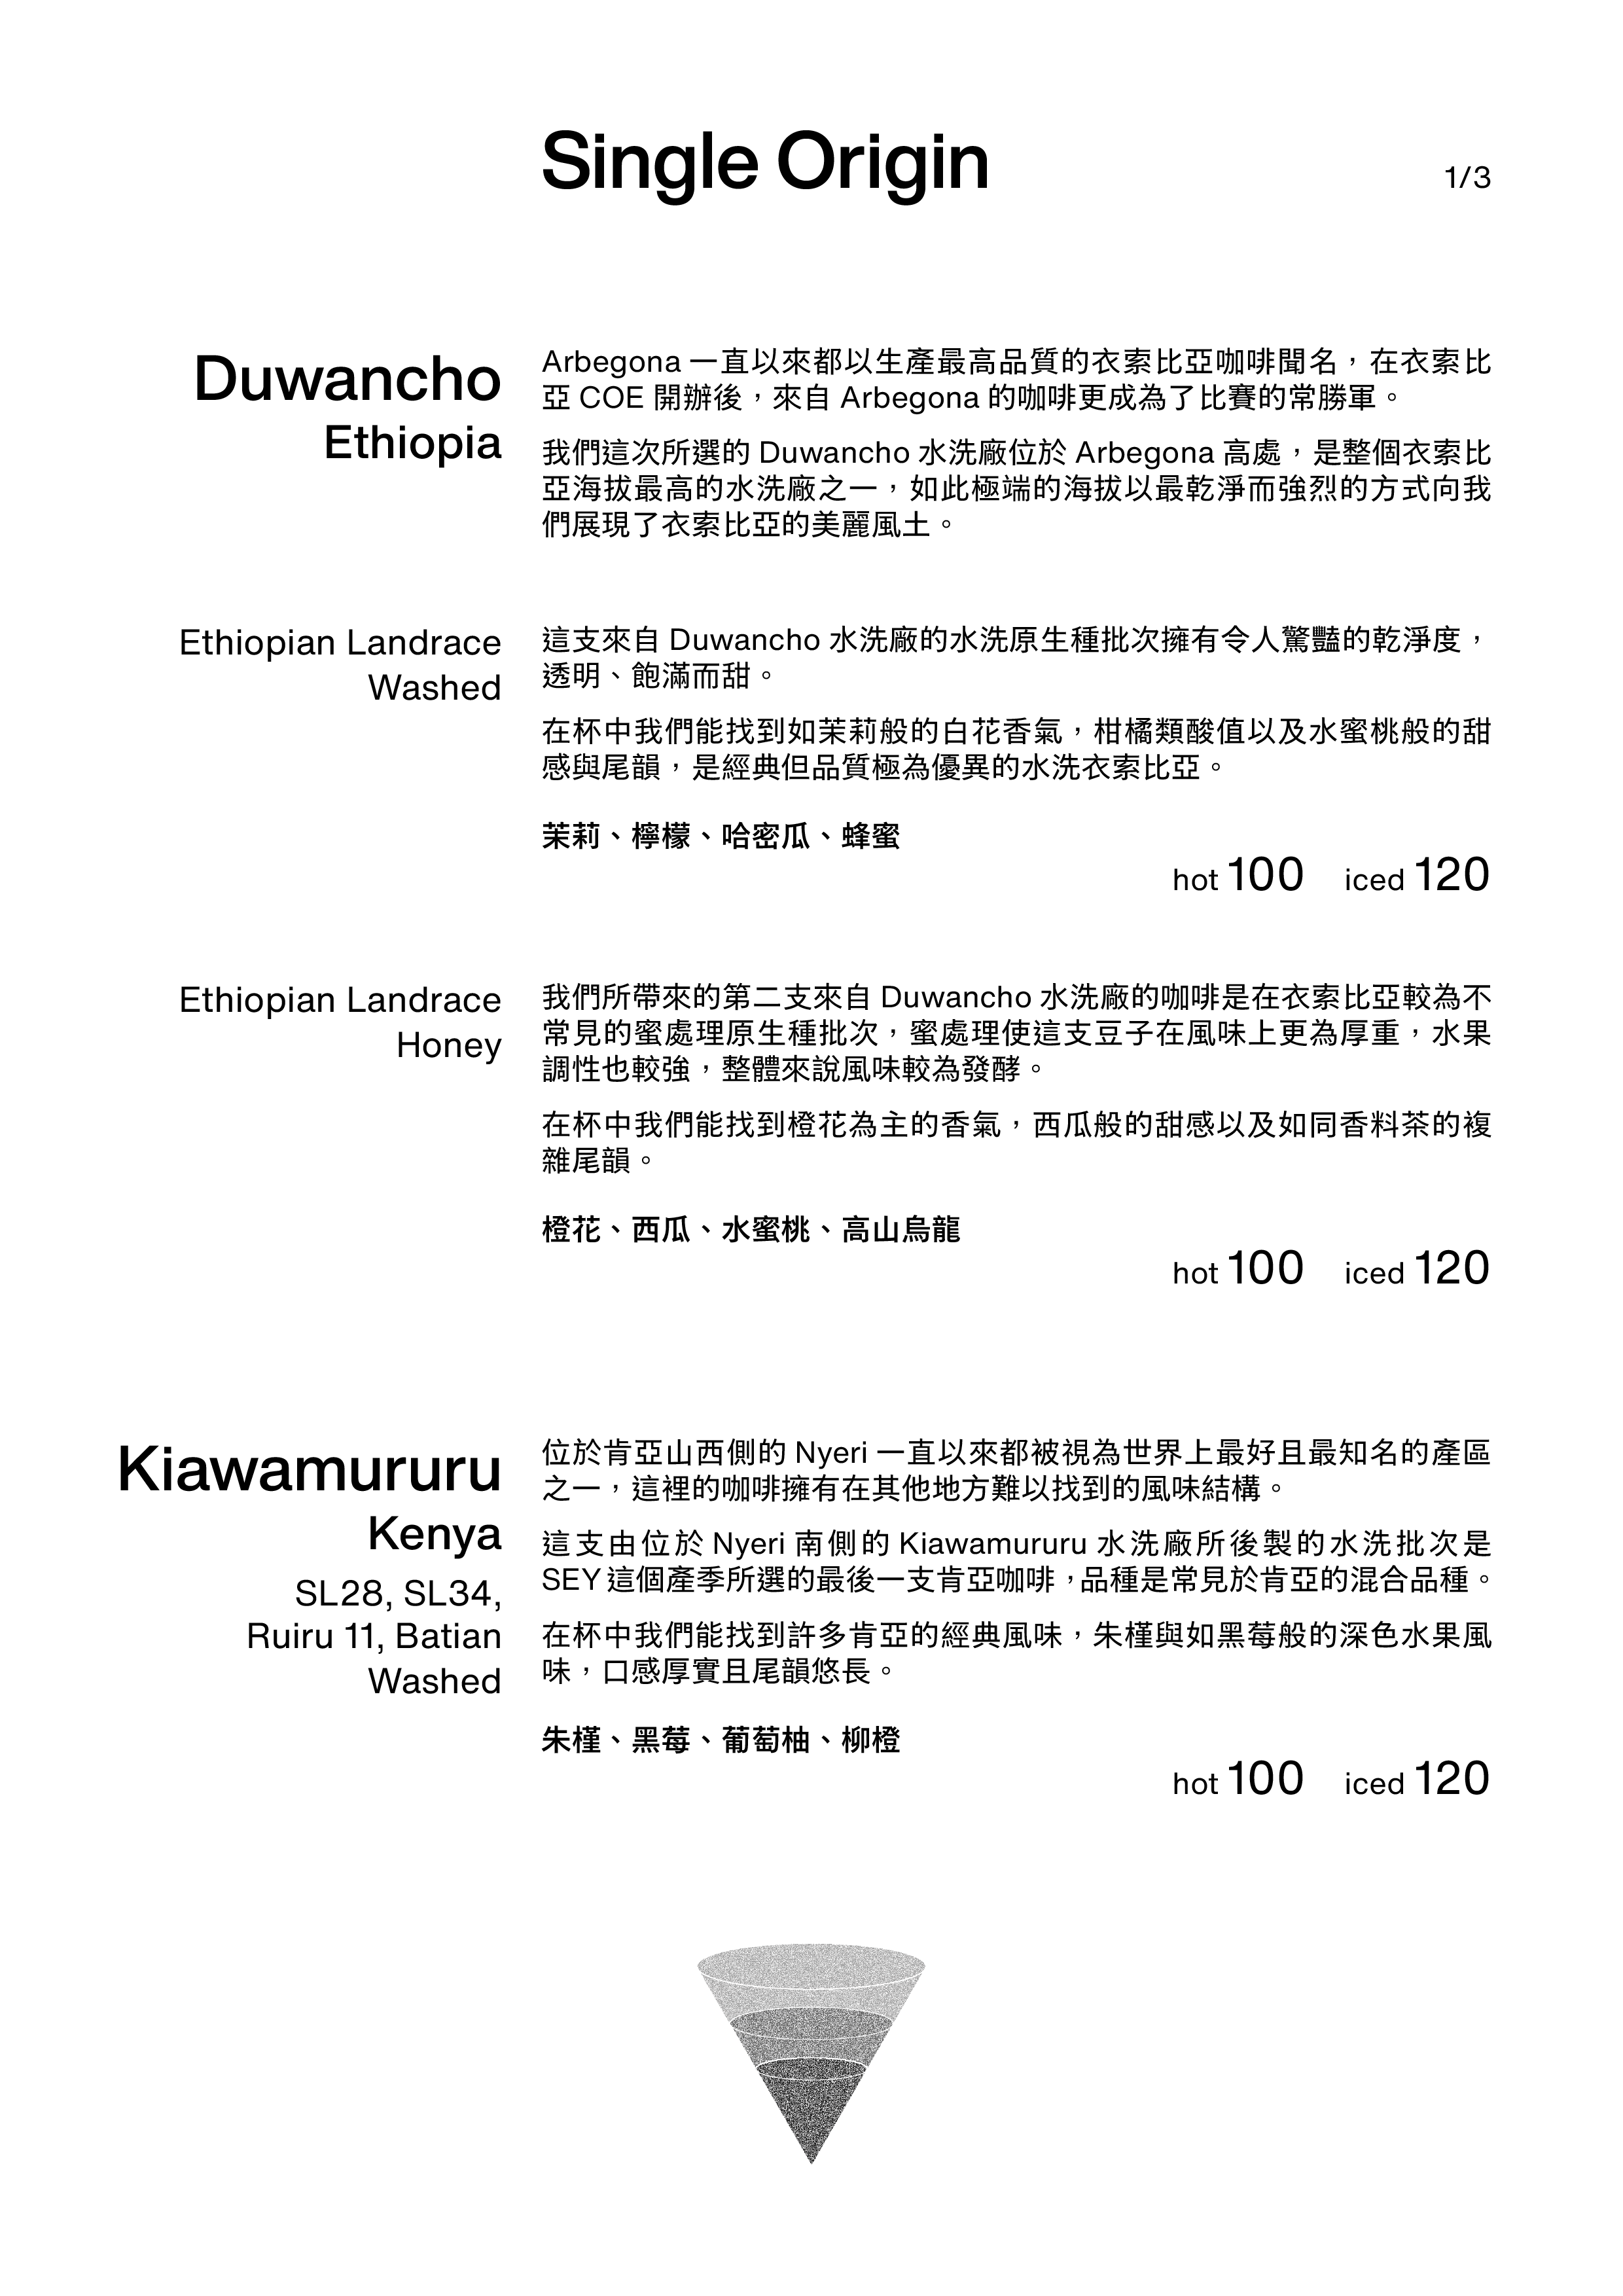 Single Origin
1/3
Duwancho
Ethiopia
Arbegona 一直以來都以生產最高品質的衣索比亞咖啡聞名，在衣索比
亞 COE 開辦後，來自 Arbegona 的咖啡更成為了比賽的常勝軍。
我們這次所選的 Duwancho 水洗廠位於 Arbegona 高處，是整個衣索比
亞海拔最高的水洗廠之一，如此極端的海拔以最乾淨而強烈的方式向我
們展現了衣索比亞的美麗風土。
Ethiopian Landrace
Washed
這支來自 Duwancho 水洗廠的水洗原生種批次擁有令人驚豔的乾淨度，
透明、飽滿而甜。
在杯中我們能找到如茉莉般的白花香氣，柑橘類酸值以及水蜜桃般的甜
感與尾韻，是經典但品質極為優異的水洗衣索比亞。
茉莉、檸檬、哈密瓜、蜂蜜
hot 100 iced 120
Ethiopian Landrace
Honey
我們所帶來的第二支來自 Duwancho 水洗廠的咖啡是在衣索比亞較為不
常見的蜜處理原生種批次，蜜處理使這支豆子在風味上更為厚重，水果
調性也較強，整體來說風味較為發酵。
在杯中我們能找到橙花為主的香氣，西瓜般的甜感以及如同香料茶的複
雜尾韻。
橙花、西瓜、水蜜桃、高山烏龍
hot 100 iced 120
Kiawamururu
Kenya
SL28, SL34,
Ruiru 11, Batian
Washed
位於肯亞山西側的 Nyeri 一直以來都被視為世界上最好且最知名的產區
之一，這裡的咖啡擁有在其他地方難以找到的風味結構。
這支由位於 Nyeri 南側的 Kiawamururu 水洗廠所後製的水洗批次是
SEY 這個產季所選的最後一支肯亞咖啡，品種是常見於肯亞的混合品種。
在杯中我們能找到許多肯亞的經典風味，朱槿與如黑莓般的深色水果風
味，口感厚實且尾韻悠長。
朱槿、黑莓、葡萄柚、柳橙
hot 100 iced 120